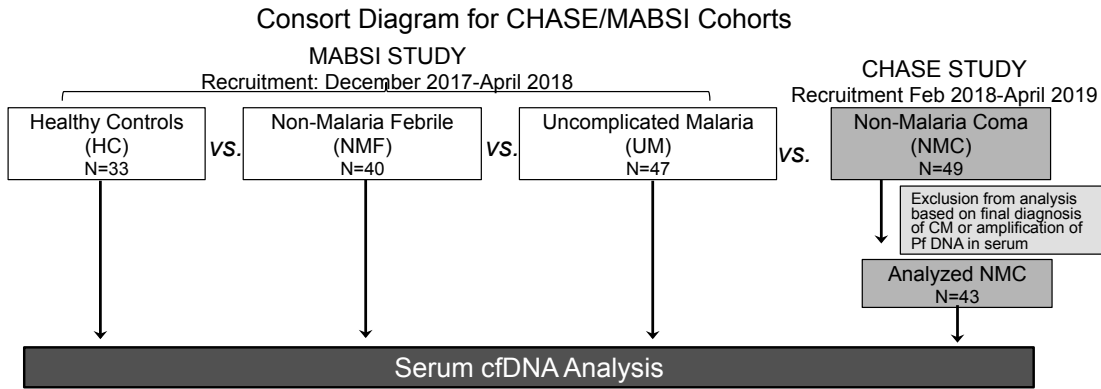 Consort Diagram for CHASE/MABSI Cohorts
MABSI STUDY
Recruitment: December 2017-April 2018
CHASE STUDY
Recruitment Feb 2018-April 2019
Healthy Controls
(HC)
N=33
vs.
Non-Malaria Febrile
(NMF)
N=40
vs.
Uncomplicated Malaria
(UM)
N=47
vs.
Non-Malaria Coma
(NMC)
N=49
Exclusion from analysis
based on final diagnosis
of CM or amplification of
Pf DNA in serum
Analyzed NMC
N=43
Serum cfDNA Analysis